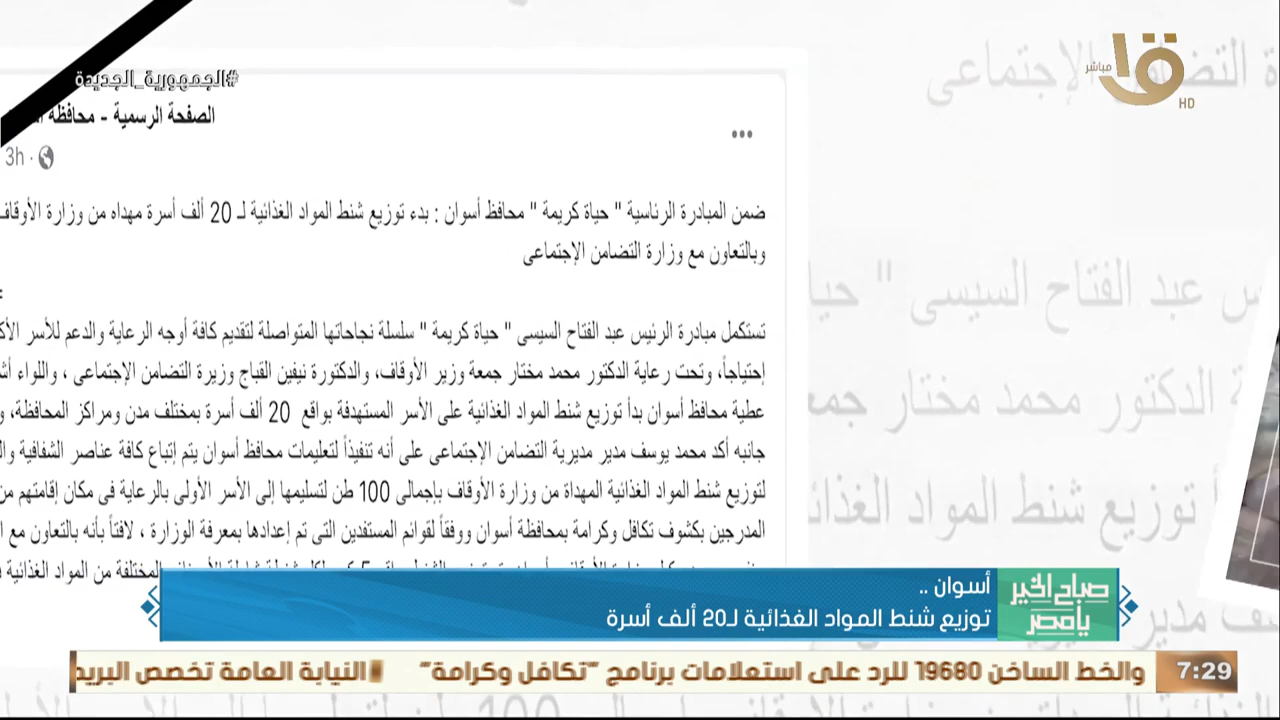 #الجمهورية_الجديدة
مباشر
HD
الصفحة الرسمية - محافظة
3h
ضمن المبادرة الرئاسية " حياة كريمة " محافظ أسوان : بدء توزيع شنط المواد الغذائية لـ 20 ألف أسرة مهداه من وزارة الأوقاف
وبالتعاون مع وزارة التضامن الإجتماعى
تستكمل مبادرة الرئيس عبد الفتاح السيسى " حياة كريمة " سلسلة نجاحاتها المتواصلة لتقديم كافة أوجه الرعاية والدعم للأسر
إحتياجاً، وتحت رعاية الدكتور محمد مختار جمعة وزير الأوقاف، والدكتورة نيفين القباج وزيرة التضامن الإجتماعى ، واللواء
عطية محافظ أسوان بدأ توزيع شنط المواد الغذائية على الأسر المستهدفة بواقع 20 ألف أسرة بمختلف مدن ومراكز المحافظة،
جانبه أكد محمد يوسف مدير مديرية التضامن الإجتماعى على أنه تنفيذاً لتعليمات محافظ أسوان يتم إتباع كافة عناصر الشفافية
لتوزيع شنط المواد الغذائية المهداة من وزارة الأوقاف بإجمالى 100 طن لتسليمها إلى الأسر الأولى بالرعاية فى مكان إقامتهم
المدرجين بكشوف تكافل وكرامة بمحافظة أسوان ووفقاً لقوائم المستفدين التى تم إعدادها بمعرفة الوزارة ، لافتاً بأنه بالتعاون مع
المختلفة من المواد الغذائية
صباح الخير
يا مصر
أسوان ..
توزيع شنط المواد الغذائية لـ20 ألف أسرة
7:29
والخط الساخن 19680 للرد على استعلامات برنامج "تكافل وكرامة" النيابة العامة تخصص البريد